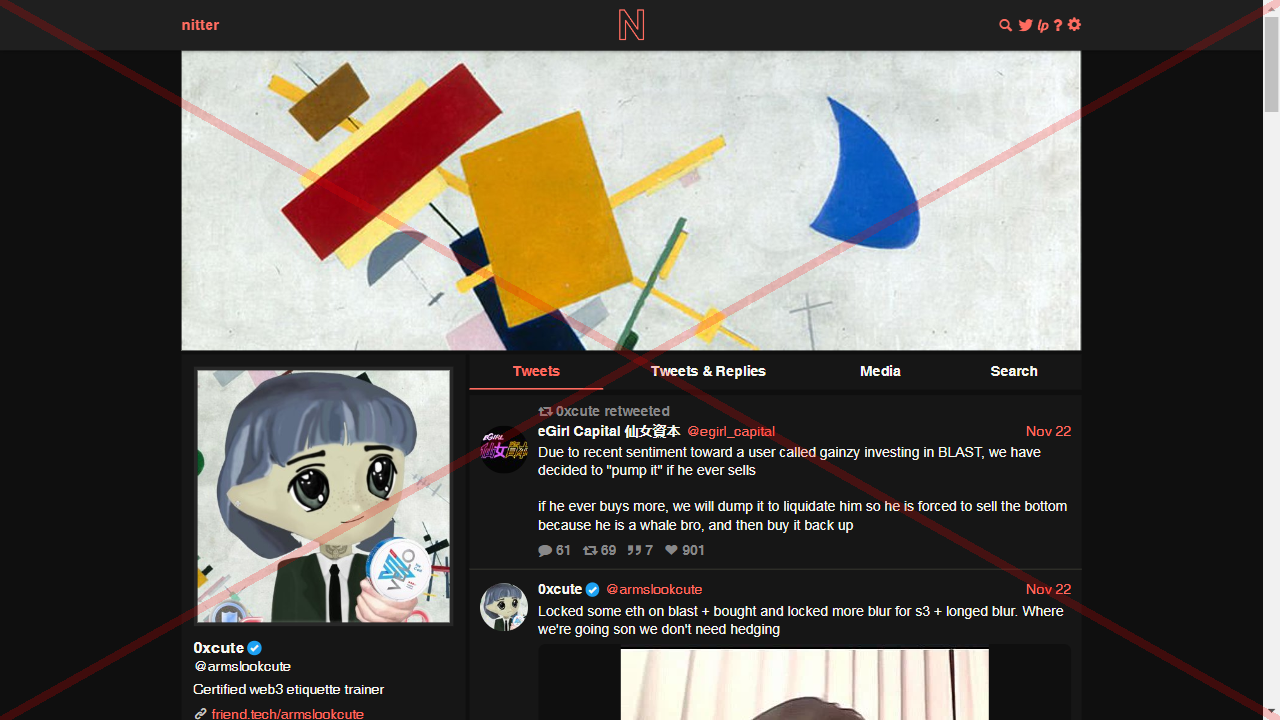 nitter
N
lp ?
Tweets
Tweets & Replies
Media
Search
0xcute retweeted
eGirl Capital 仙女資本 @egirl_capital Nov 22
Due to recent sentiment toward a user called gainzy investing in BLAST, we have
decided to "pump it" if he ever sells
if he ever buys more, we will dump it to liquidate him so he is forced to sell the bottom
because he is a whale bro, and then buy it back up
61 69 7 901
0xcute @armslookcute Nov 22
Locked some eth on blast + bought and locked more blur for s3 + longed blur. Where
we're going son we don't need hedging
VELO
0xcute
@armslookcute
Certified web3 etiquette trainer
friend.tech/armslookcute